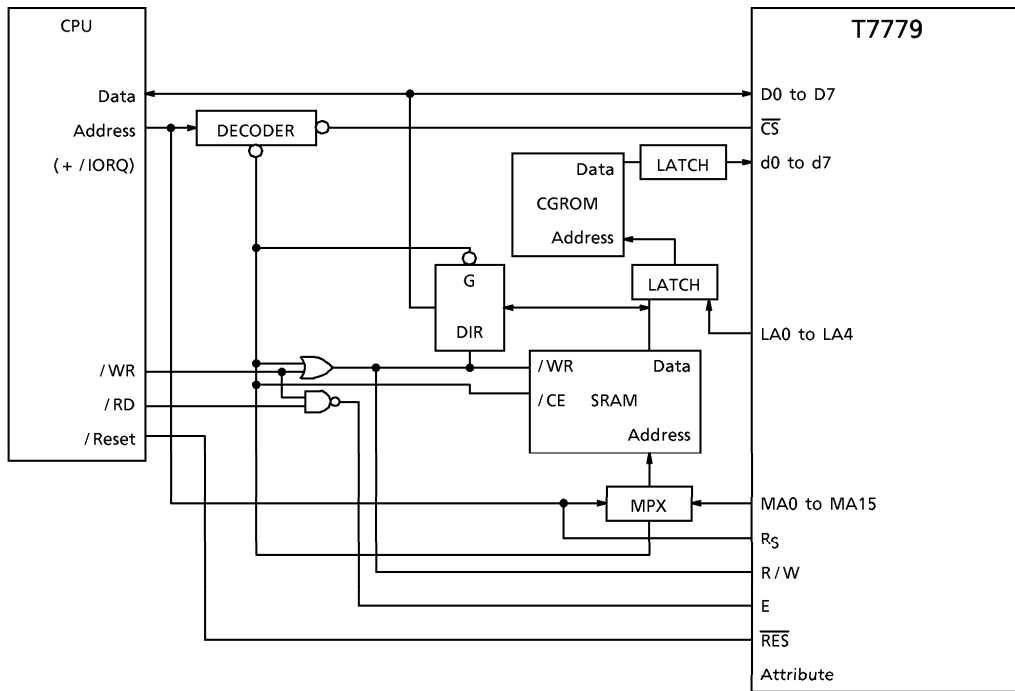 CPU
T7779
Data
D0 to D7
Address
DECODER
CS
(+/IORQ)
Data
LATCH
d0 to d7
CGROM
Address
G
LATCH
DIR
LA0 to LA4
/WR
/WR
Data
/CE
SRAM
/RD
Address
/Reset
MPX
MA0 to MA15
RS
R/W
E
RES
Attribute